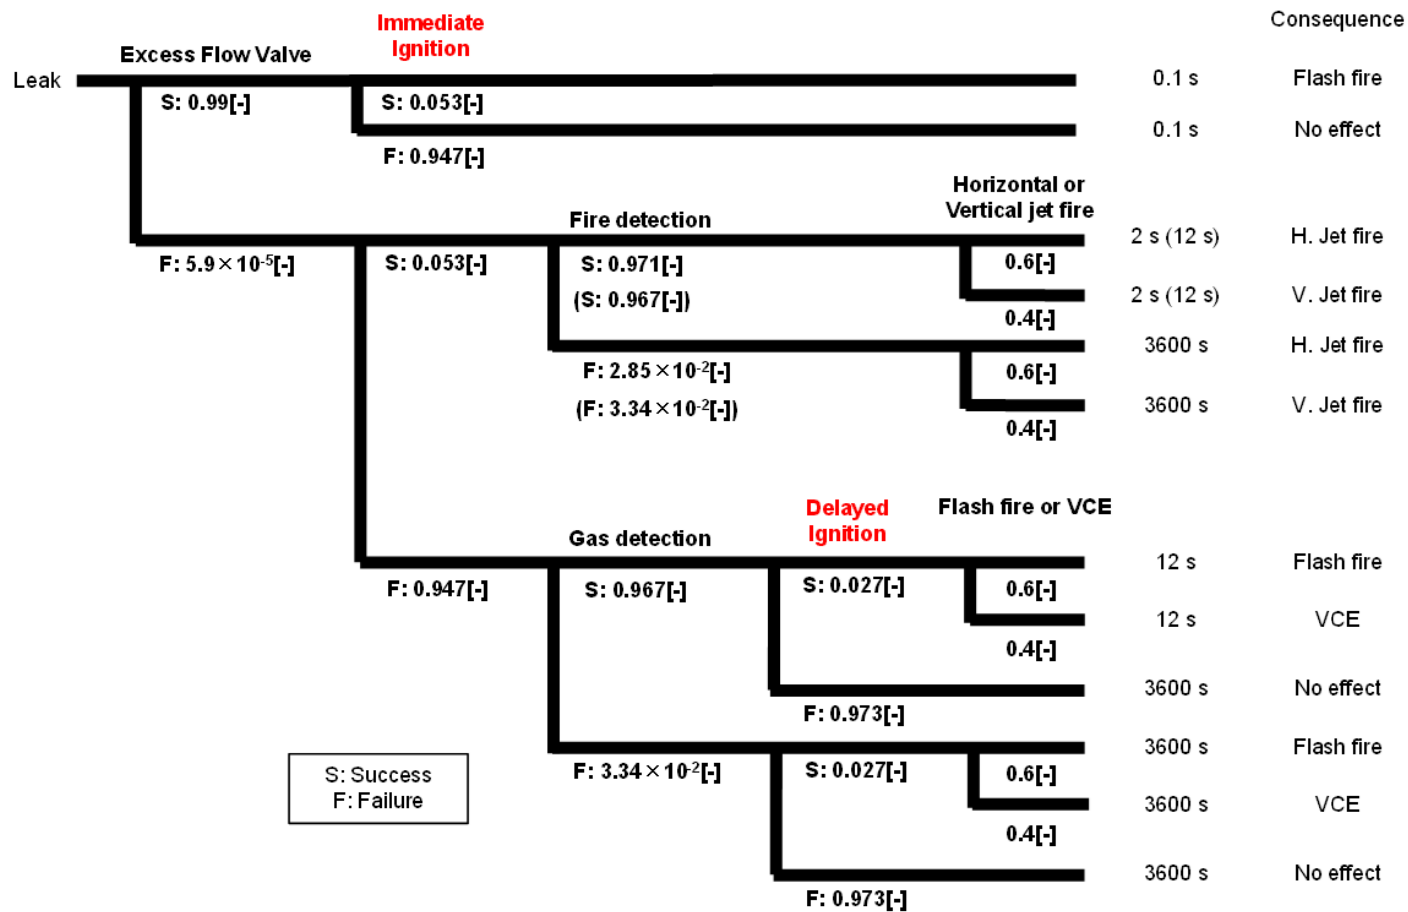 Consequence
Immediate
Ignition
Excess Flow Valve
Leak
0.1 s
Flash fire
S: 0.99[-]
S: 0.053[-]
0.1 s
No effect
F: 0.947[-]
Horizontal or
Vertical jet fire
Fire detection
2 s (12 s)
H. Jet fire
F: 5.9×10⁻⁵[-]
S: 0.053[-]
S: 0.971[-]
0.6[-]
(S: 0.967[-])
2 s (12 s)
V. Jet fire
0.4[-]
3600 s
H. Jet fire
F: 2.85×10⁻²[-]
0.6[-]
(F: 3.34×10⁻²[-])
3600 s
V. Jet fire
0.4[-]
Delayed
Ignition
Flash fire or VCE
Gas detection
12 s
Flash fire
F: 0.947[-]
S: 0.967[-]
S: 0.027[-]
0.6[-]
12 s
VCE
0.4[-]
3600 s
No effect
F: 0.973[-]
3600 s
Flash fire
F: 3.34×10⁻²[-]
S: 0.027[-]
0.6[-]
S: Success
F: Failure
3600 s
VCE
0.4[-]
3600 s
No effect
F: 0.973[-]